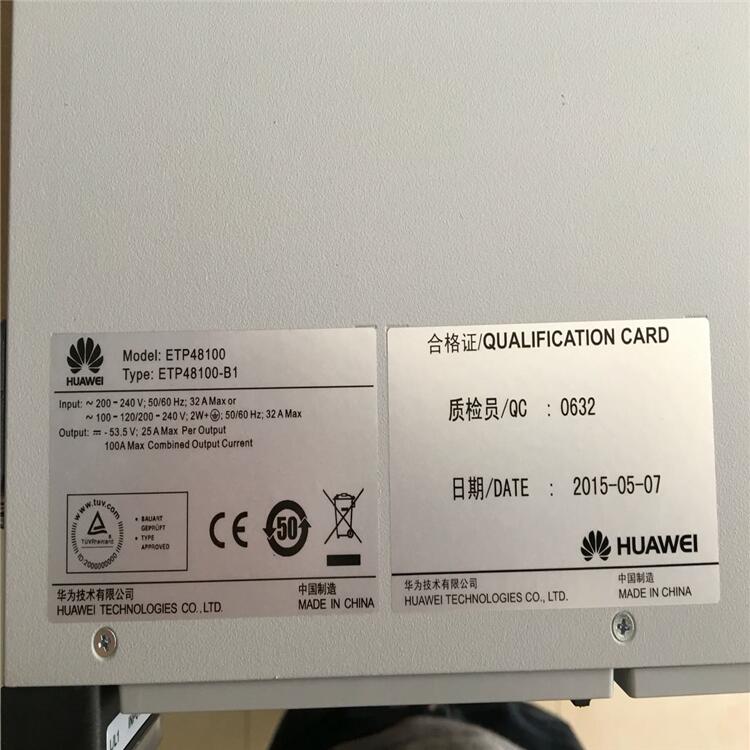 HUAWEI
Model: ETP48100
Type: ETP48100-B1
Input: ~ 200-240 V; 50/60 Hz; 32 A Max or
~ 100-120/200-240 V; 2W+⏚; 50/60 Hz; 32 A Max
Output: ⎓ - 53.5 V; 25 A Max Per Output
100A Max Combined Output Current
www.tuv.com
TÜVRheinland
ID:2000000000
• BAUART
GEPRÜFT
• TYPE
APPROVED
CE
50
华为技术有限公司
HUAWEI TECHNOLOGIES CO., LTD.
中国制造
MADE IN CHINA
合格证/QUALIFICATION CARD
质检员/QC : 0632
日期/DATE : 2015-05-07
HUAWEI
华为技术有限公司
HUAWEI TECHNOLOGIES CO., LTD.
中国制造
MADE IN CHINA